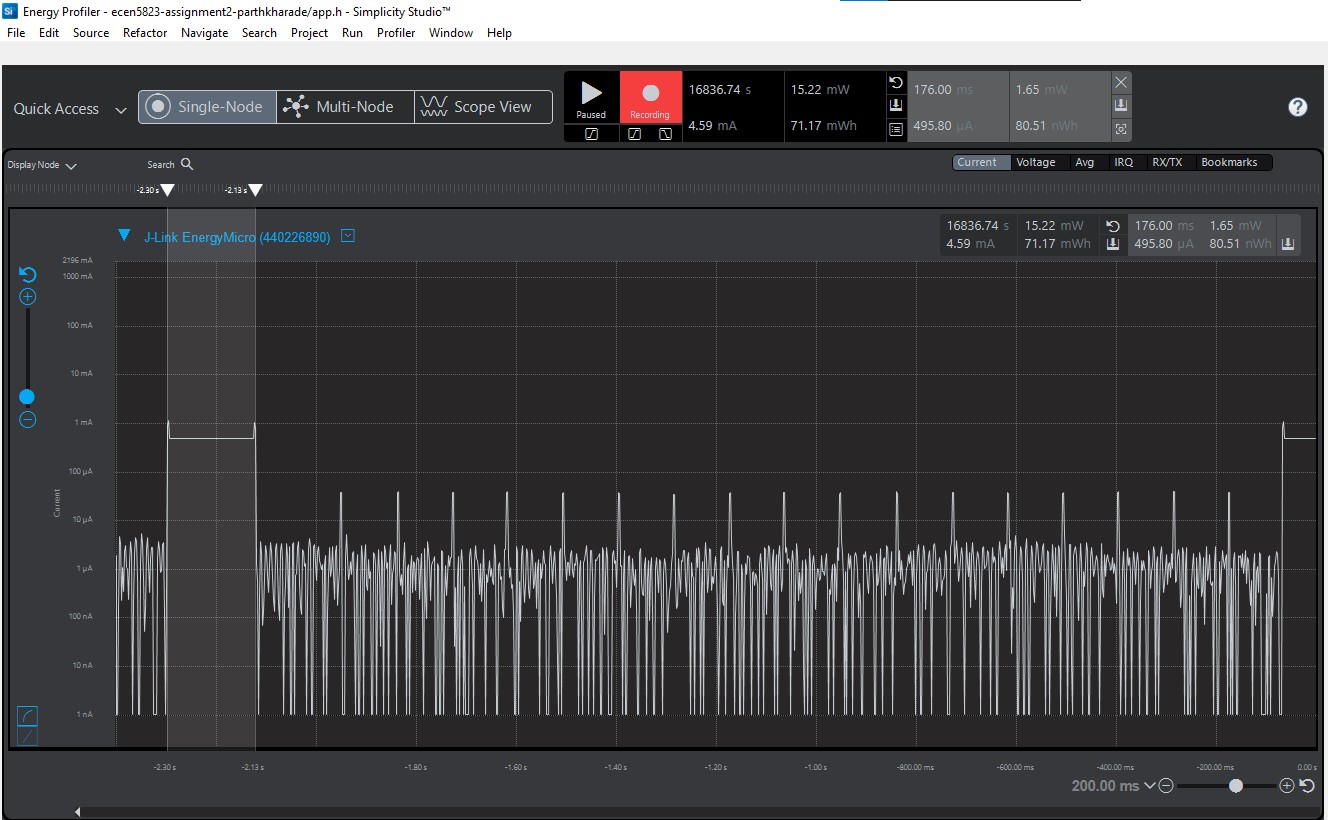 Energy Profiler - ecen5823-assignment2-parthkharade/app.h - Simplicity Studio™
File Edit Source Refactor Navigate Search Project Run Profiler Window Help
Quick Access Single-Node Multi-Node Scope View
Paused Recording
16836.74 s 15.22 mW 176.00 ms 1.65 mW
4.59 mA 71.17 mWh 495.80 µA 80.51 nWh
Display Node Search Current Voltage Avg IRQ RX/TX Bookmarks
-2.30 s -2.13 s
J-Link EnergyMicro (440226890)
16836.74 s 15.22 mW 176.00 ms 1.65 mW
4.59 mA 71.17 mWh 495.80 µA 80.51 nWh
2196 mA
1000 mA
100 mA
10 mA
1 mA
100 µA
Current
10 µA
1 µA
100 nA
10 nA
1 nA
-2.30 s -2.13 s -1.80 s -1.60 s -1.40 s -1.20 s -1.00 s -800.00 ms -600.00 ms -400.00 ms -200.00 ms 0.00 s
200.00 ms